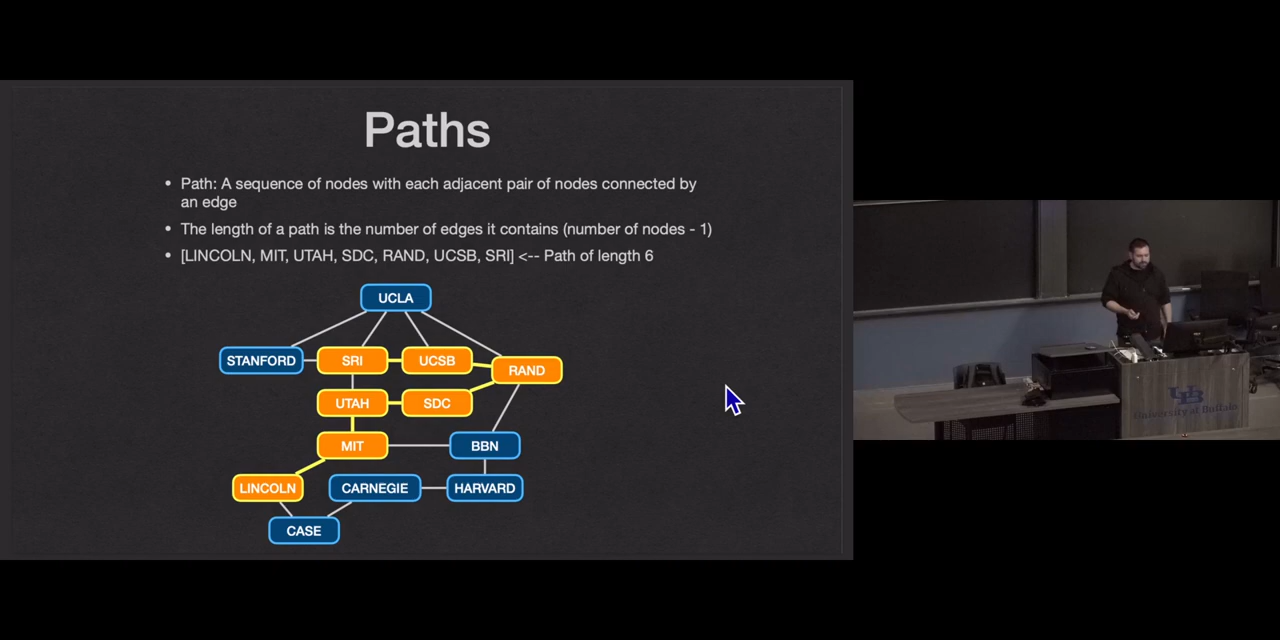 Paths
• Path: A sequence of nodes with each adjacent pair of nodes connected by
an edge
• The length of a path is the number of edges it contains (number of nodes - 1)
• [LINCOLN, MIT, UTAH, SDC, RAND, UCSB, SRI] <-- Path of length 6
UCLA
STANFORD
SRI
UCSB
RAND
UTAH
SDC
MIT
BBN
LINCOLN
CARNEGIE
HARVARD
CASE
UB
University at Buffalo